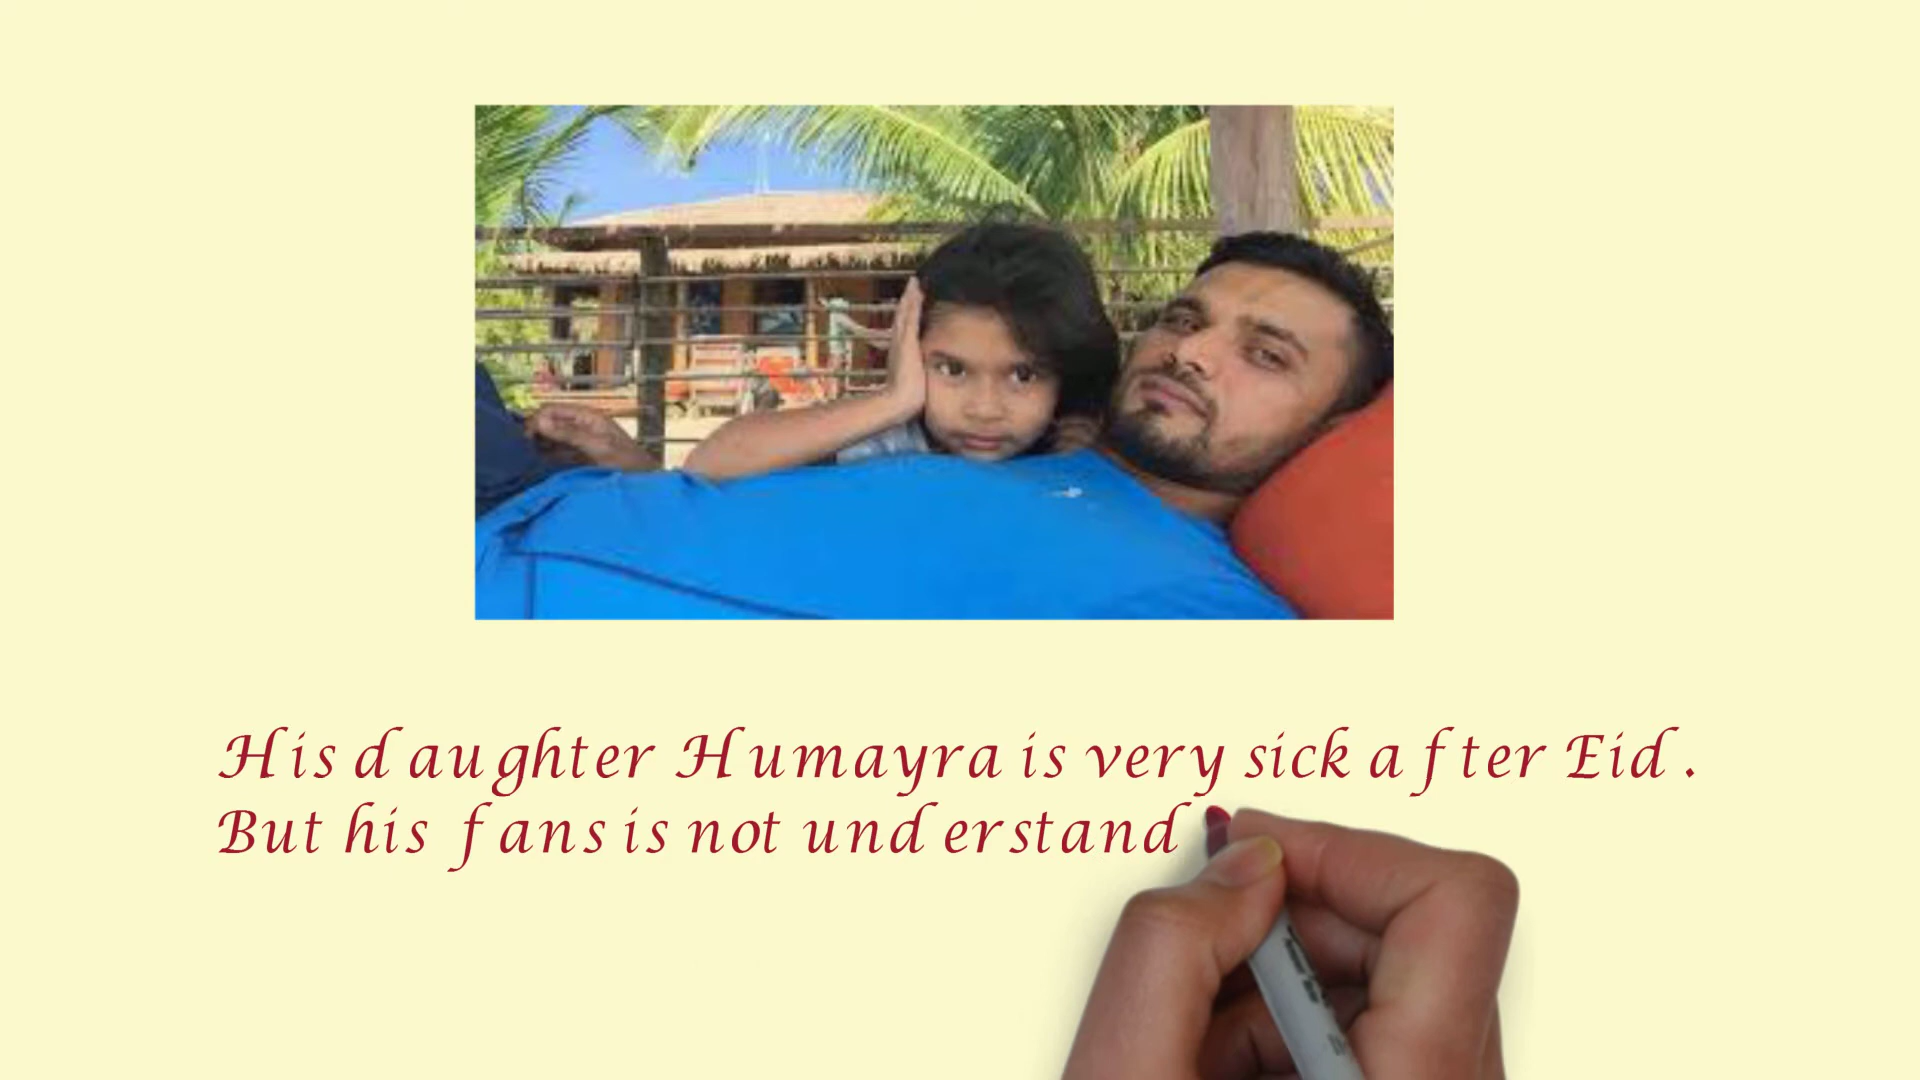 His daughter Humayra is very sick after Eid.
But his fans is not understand